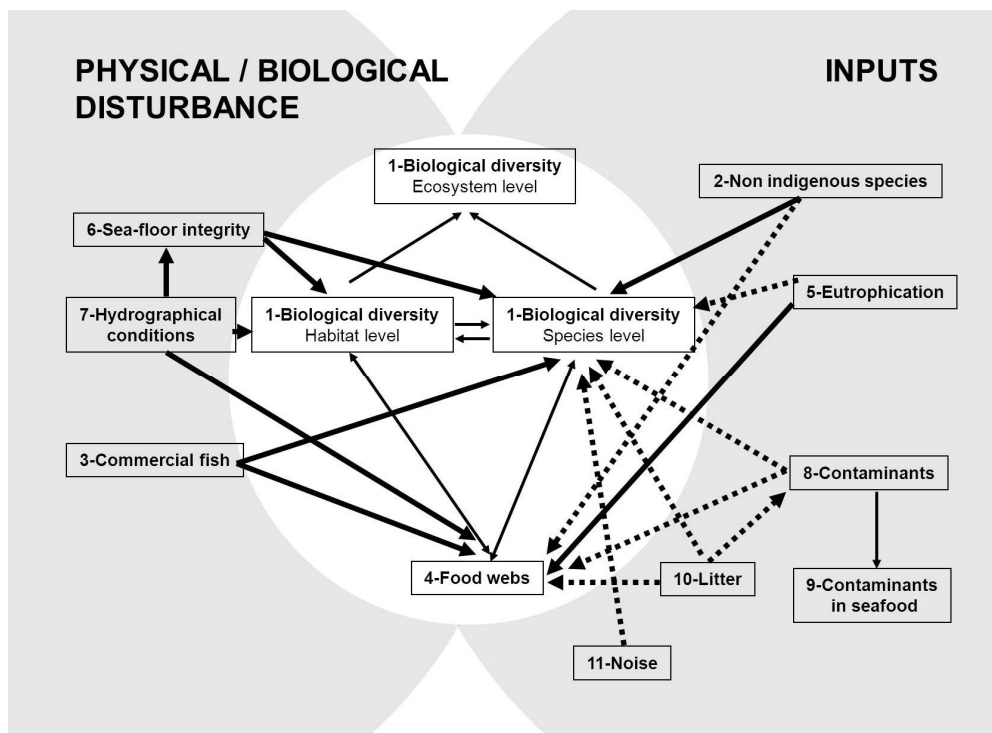 PHYSICAL / BIOLOGICAL
DISTURBANCE
INPUTS
1-Biological diversity
Ecosystem level
2-Non indigenous species
6-Sea-floor integrity
7-Hydrographical
conditions
1-Biological diversity
Habitat level
1-Biological diversity
Species level
5-Eutrophication
3-Commercial fish
8-Contaminants
4-Food webs
10-Litter
9-Contaminants
in seafood
11-Noise